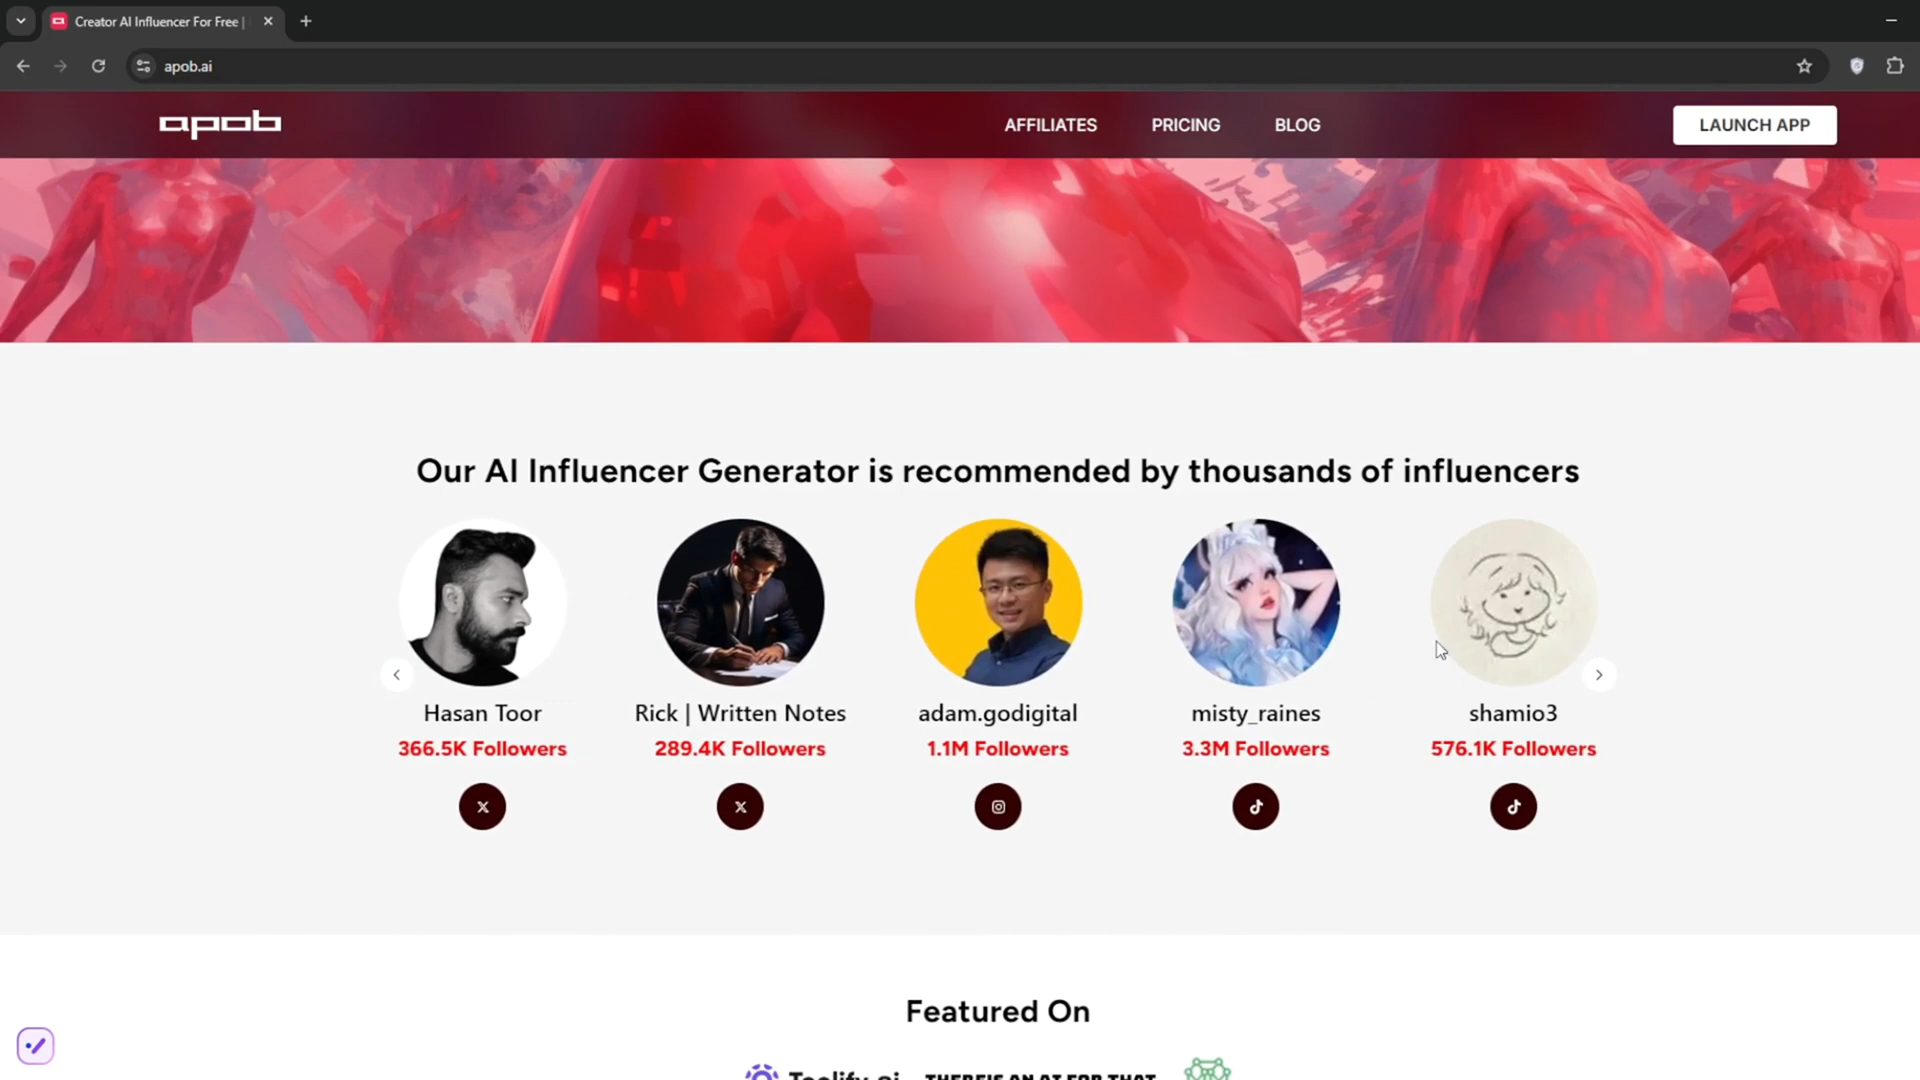 Creator AI Influencer For Free |
apob.ai
apob
AFFILIATES
PRICING
BLOG
LAUNCH APP
Our AI Influencer Generator is recommended by thousands of influencers
Hasan Toor
366.5K Followers
Rick | Written Notes
289.4K Followers
adam.godigital
1.1M Followers
misty_raines
3.3M Followers
shamio3
576.1K Followers
Featured On
Toolify.ai
THERE'S AN AI FOR THAT